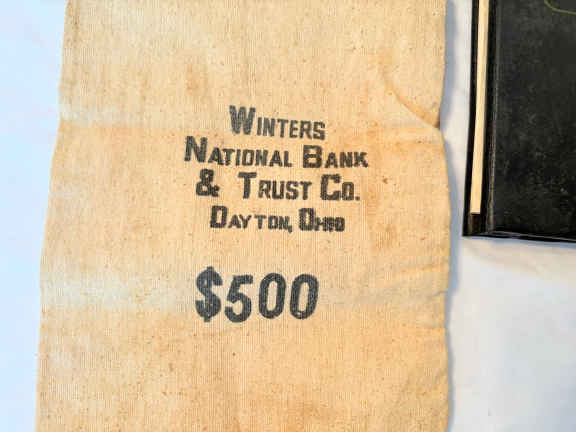 Winters
National Bank
& Trust Co.
Dayton, Ohio
$500